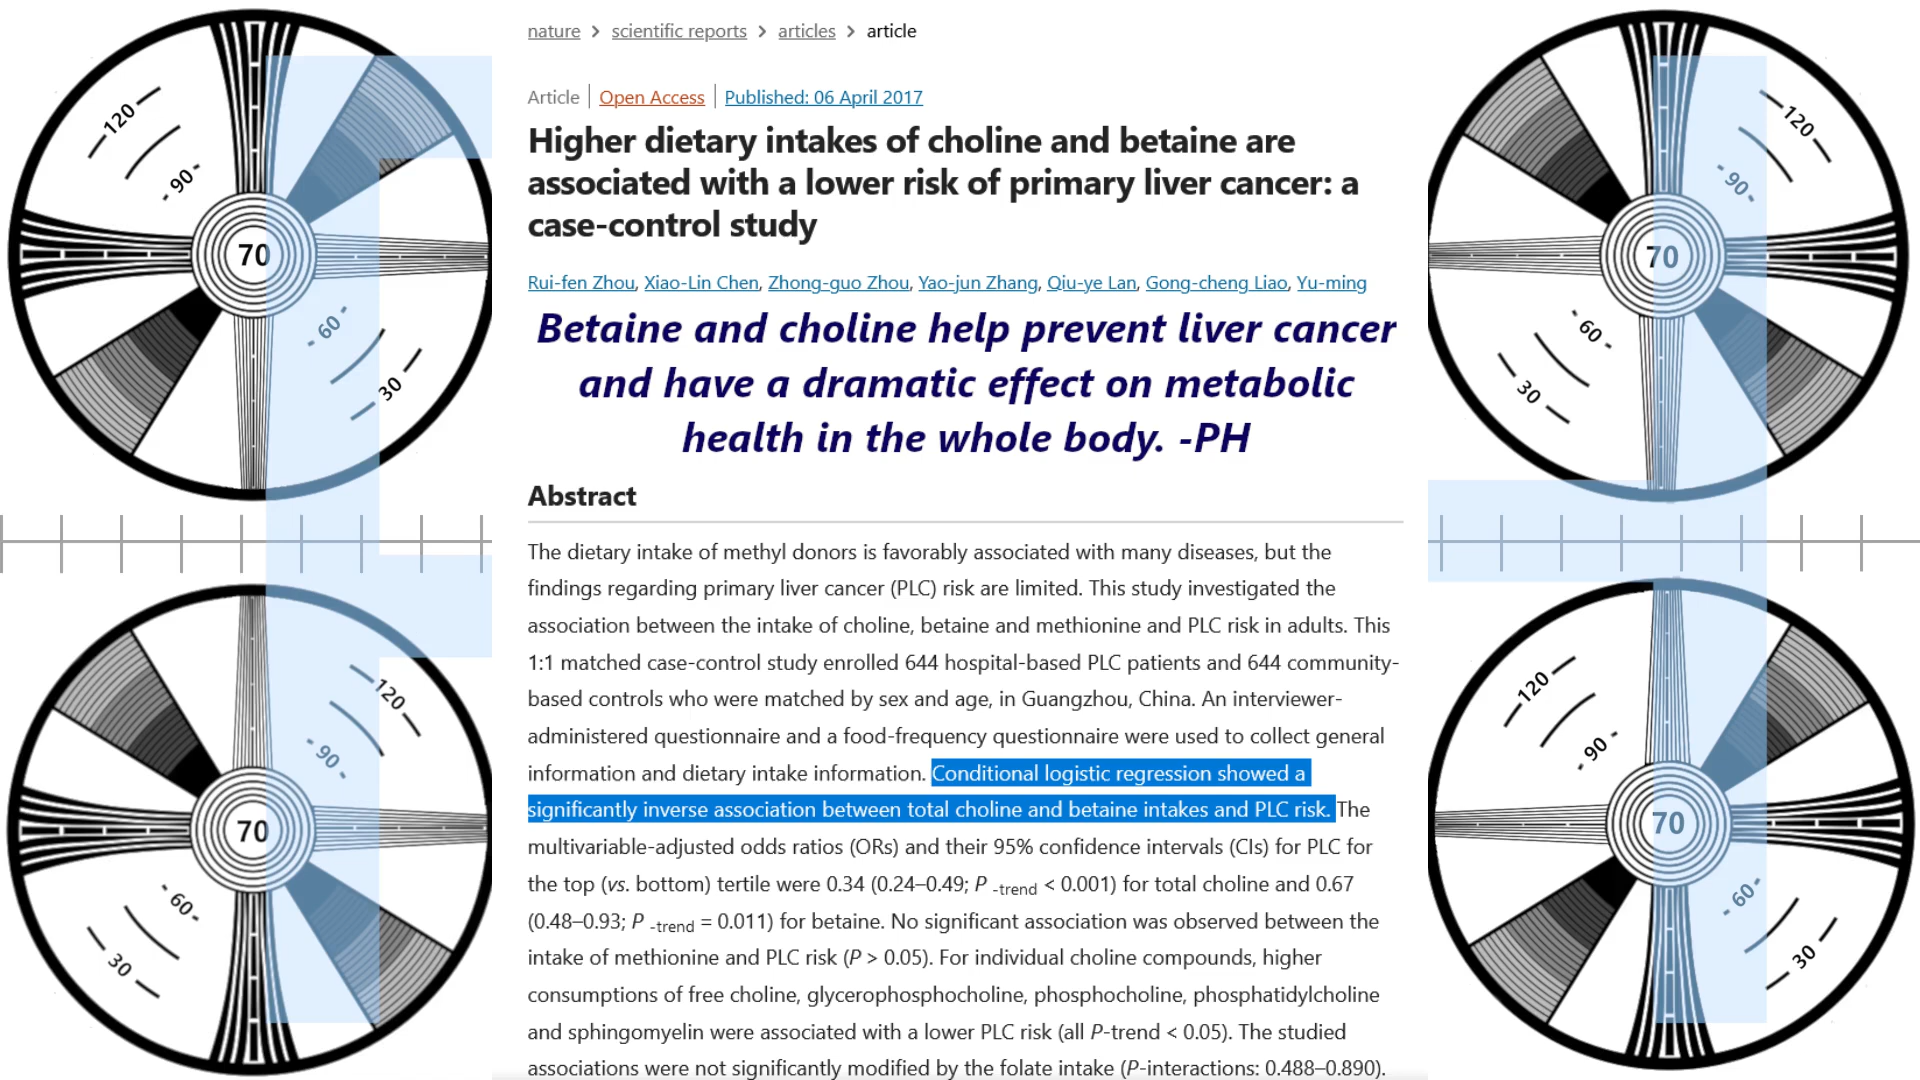 nature > scientific reports > articles > article
Article | Open Access | Published: 06 April 2017
Higher dietary intakes of choline and betaine are
associated with a lower risk of primary liver cancer: a
case-control study
Rui-fen Zhou, Xiao-Lin Chen, Zhong-guo Zhou, Yao-jun Zhang, Qiu-ye Lan, Gong-cheng Liao, Yu-ming
Betaine and choline help prevent liver cancer
and have a dramatic effect on metabolic
health in the whole body. -PH
Abstract
The dietary intake of methyl donors is favorably associated with many diseases, but the
findings regarding primary liver cancer (PLC) risk are limited. This study investigated the
association between the intake of choline, betaine and methionine and PLC risk in adults. This
1:1 matched case-control study enrolled 644 hospital-based PLC patients and 644 community-
based controls who were matched by sex and age, in Guangzhou, China. An interviewer-
administered questionnaire and a food-frequency questionnaire were used to collect general
information and dietary intake information. Conditional logistic regression showed a
significantly inverse association between total choline and betaine intakes and PLC risk. The
multivariable-adjusted odds ratios (ORs) and their 95% confidence intervals (CIs) for PLC for
the top (vs. bottom) tertile were 0.34 (0.24–0.49; P -trend < 0.001) for total choline and 0.67
(0.48–0.93; P -trend = 0.011) for betaine. No significant association was observed between the
intake of methionine and PLC risk (P > 0.05). For individual choline compounds, higher
consumptions of free choline, glycerophosphocholine, phosphocholine, phosphatidylcholine
and sphingomyelin were associated with a lower PLC risk (all P-trend < 0.05). The studied
associations were not significantly modified by the folate intake (P-interactions: 0.488–0.890).
120
- 90 -
70
- 60 -
30
120
- 90 -
70
- 60 -
30
120
- 90 -
70
- 60 -
30
120
- 90 -
70
- 60 -
30